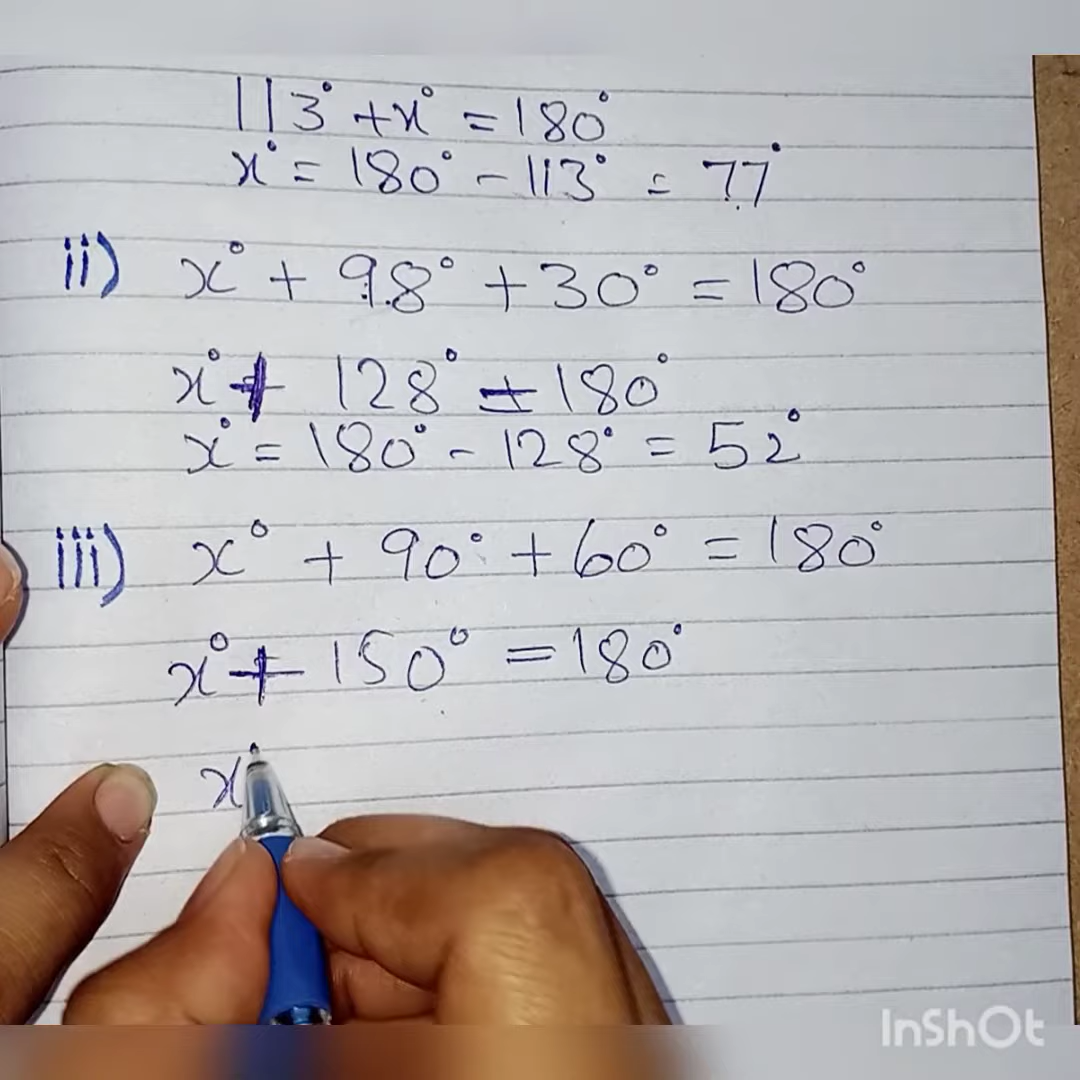 113° + x° = 180°
x° = 180° - 113° = 77°
ii) x° + 98° + 30° = 180°
x° + 128° = 180°
x° = 180° - 128° = 52°
iii) x° + 90° + 60° = 180°
x° + 150° = 180°
x
InShOt